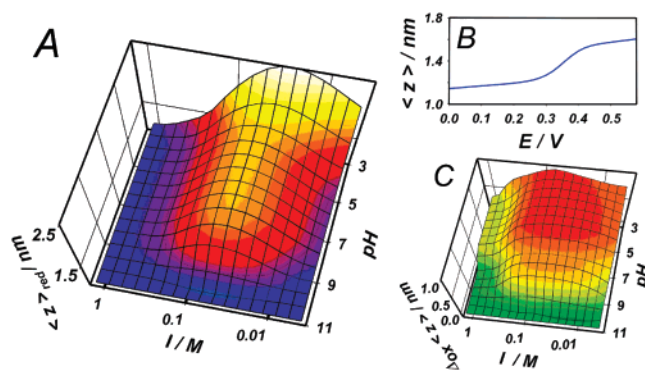 A
< z >red / nm
2.5
1.5
1
0.1
0.01
I / M
3
5
7
9
11
pH
B
< z > / nm
1.8
1.4
1.0
0.0 0.1 0.2 0.3 0.4 0.5
E / V
C
Δox < z > / nm
1.0
0.5
0.0
1
0.1
0.01
I / M
3
5
7
9
11
pH